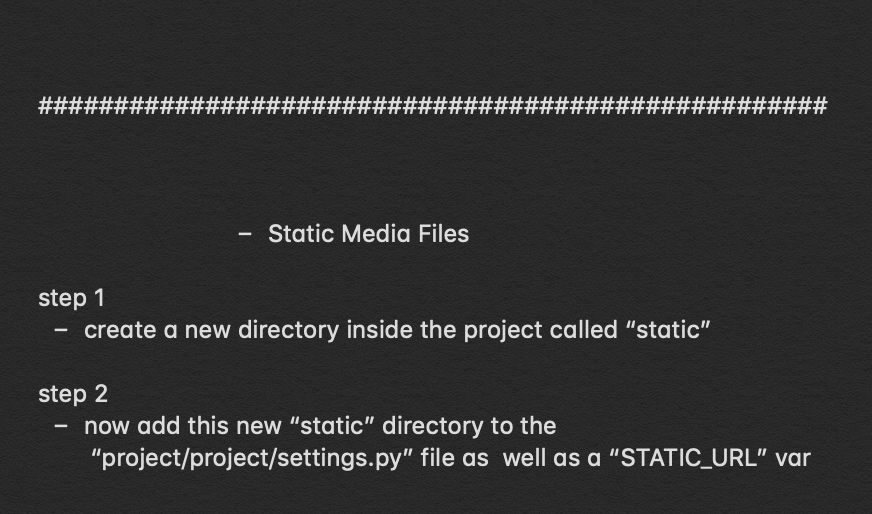 ####################################################
– Static Media Files
step 1
– create a new directory inside the project called “static”
step 2
– now add this new “static” directory to the
“project/project/settings.py” file as  well as a “STATIC_URL” var